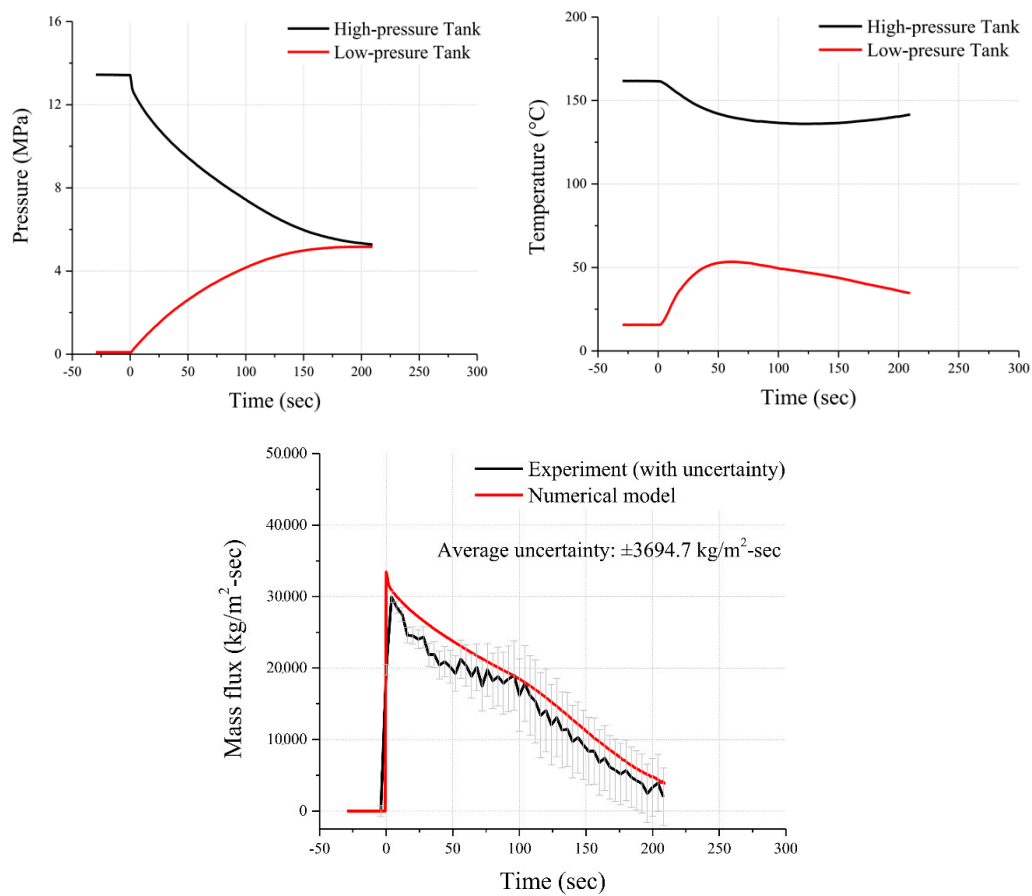 High-pressure Tank
Low-presure Tank
Pressure (MPa)
16
12
8
4
0
-50 0 50 100 150 200 250 300
Time (sec)
High-pressure Tank
Low-presure Tank
Temperature (°C)
200
150
100
50
0
-50 0 50 100 150 200 250 300
Time (sec)
Experiment (with uncertainty)
Numerical model
Average uncertainty: ±3694.7 kg/m²-sec
Mass flux (kg/m²-sec)
50,000
40000
30000
20000
10000
0
-50 0 50 100 150 200 250 300
Time (sec)